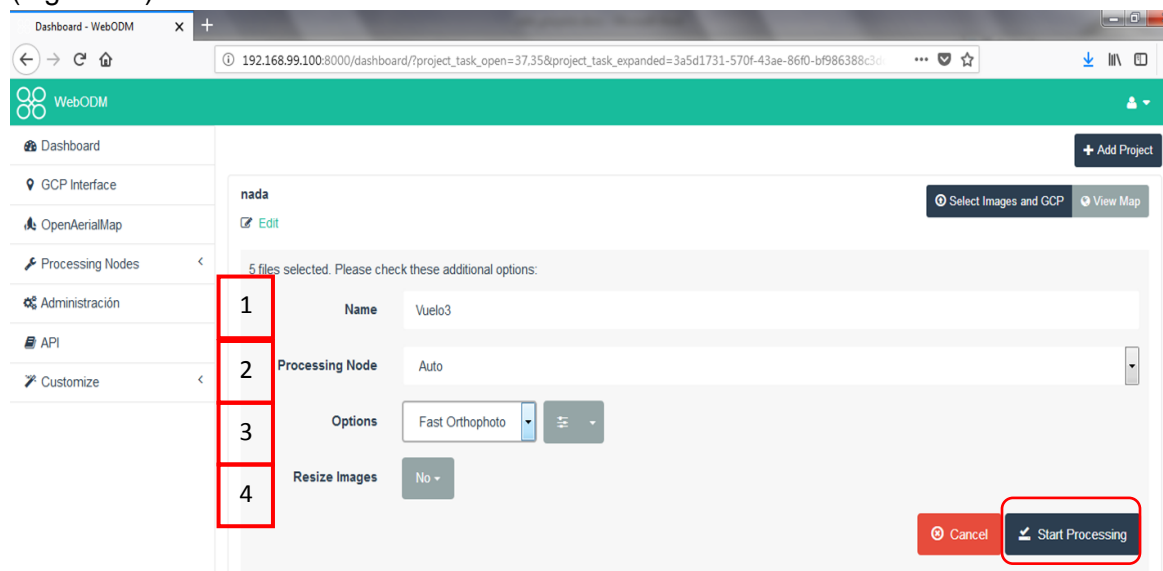 Dashboard - WebODM
192.168.99.100:8000/dashboard/?project_task_open=37,35&project_task_expanded=3a5d1731-570f-43ae-86f0-bf986388c3d
WebODM
Dashboard
+ Add Project
GCP Interface
nada
Select Images and GCP
View Map
OpenAerialMap
Edit
Processing Nodes
5 files selected. Please check these additional options:
Administración
1 Name Vuelo3
API
2 Processing Node Auto
Customize
3 Options Fast Orthophoto
4 Resize Images No
Cancel
Start Processing